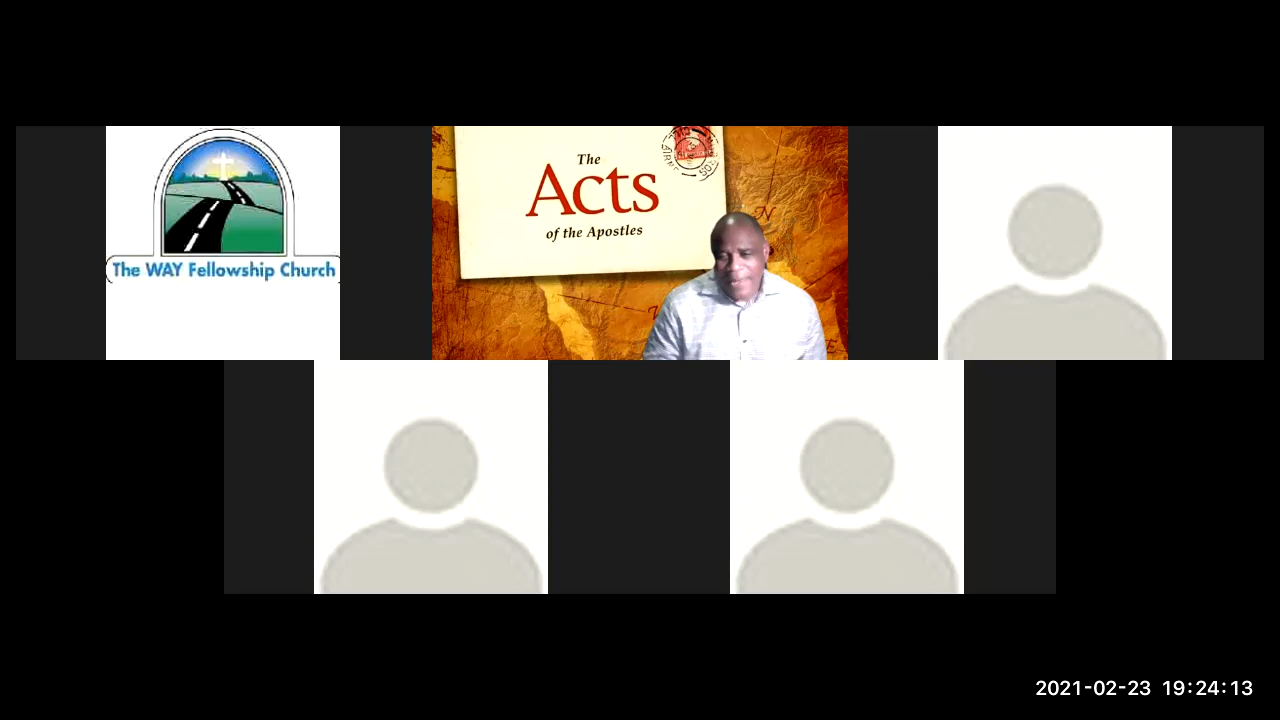 The WAY Fellowship Church
The
Acts
of the Apostles
N
E
2021-02-23 19:24:13